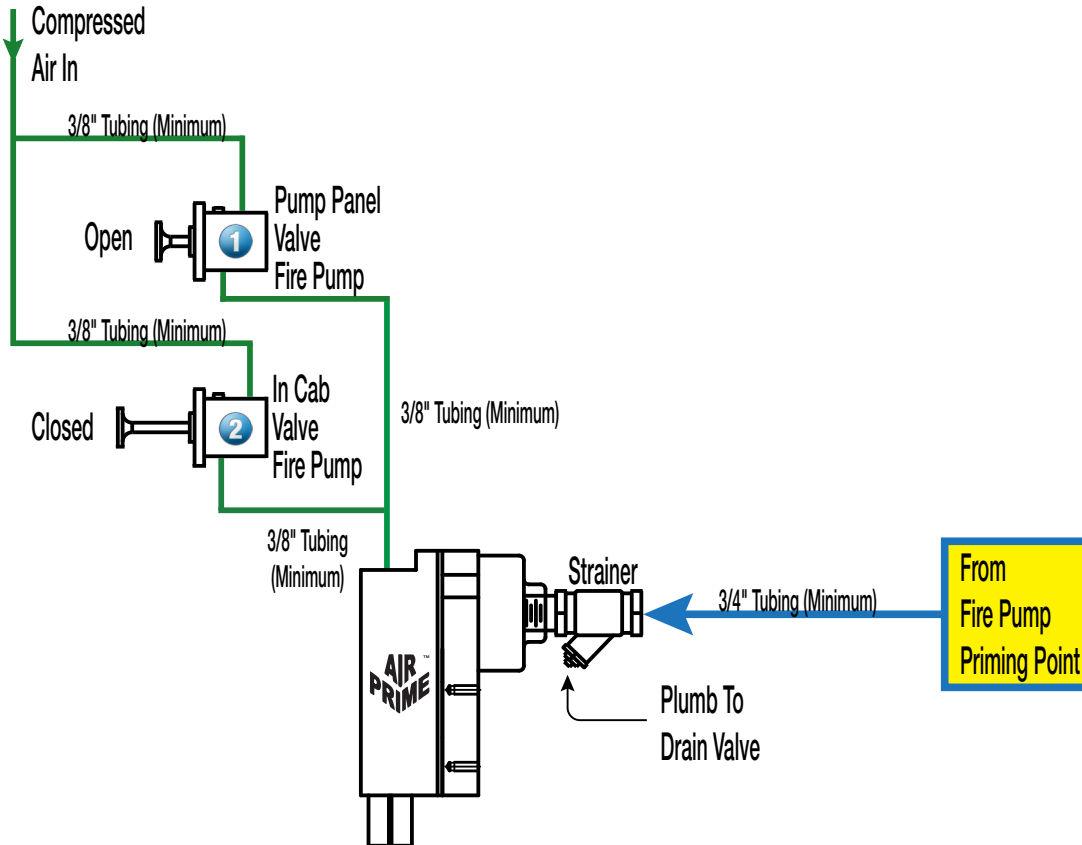 Compressed
Air In
3/8" Tubing (Minimum)
Open
1
Pump Panel
Valve
Fire Pump
3/8" Tubing (Minimum)
Closed
2
In Cab
Valve
Fire Pump
3/8" Tubing (Minimum)
3/8" Tubing
(Minimum)
Strainer
3/4" Tubing (Minimum)
From
Fire Pump
Priming Point
AIR
PRIME™
Plumb To
Drain Valve